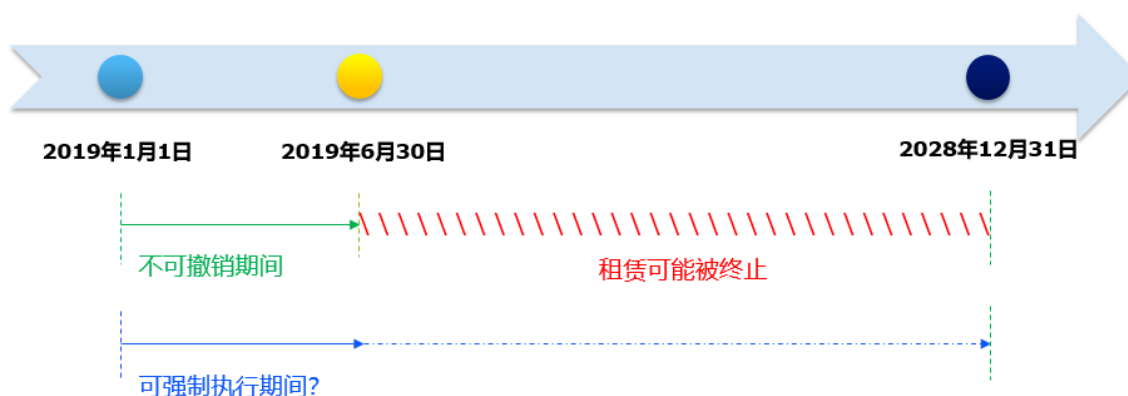 2019年1月1日
2019年6月30日
2028年12月31日
不可撤销期间
租赁可能被终止
可强制执行期间?